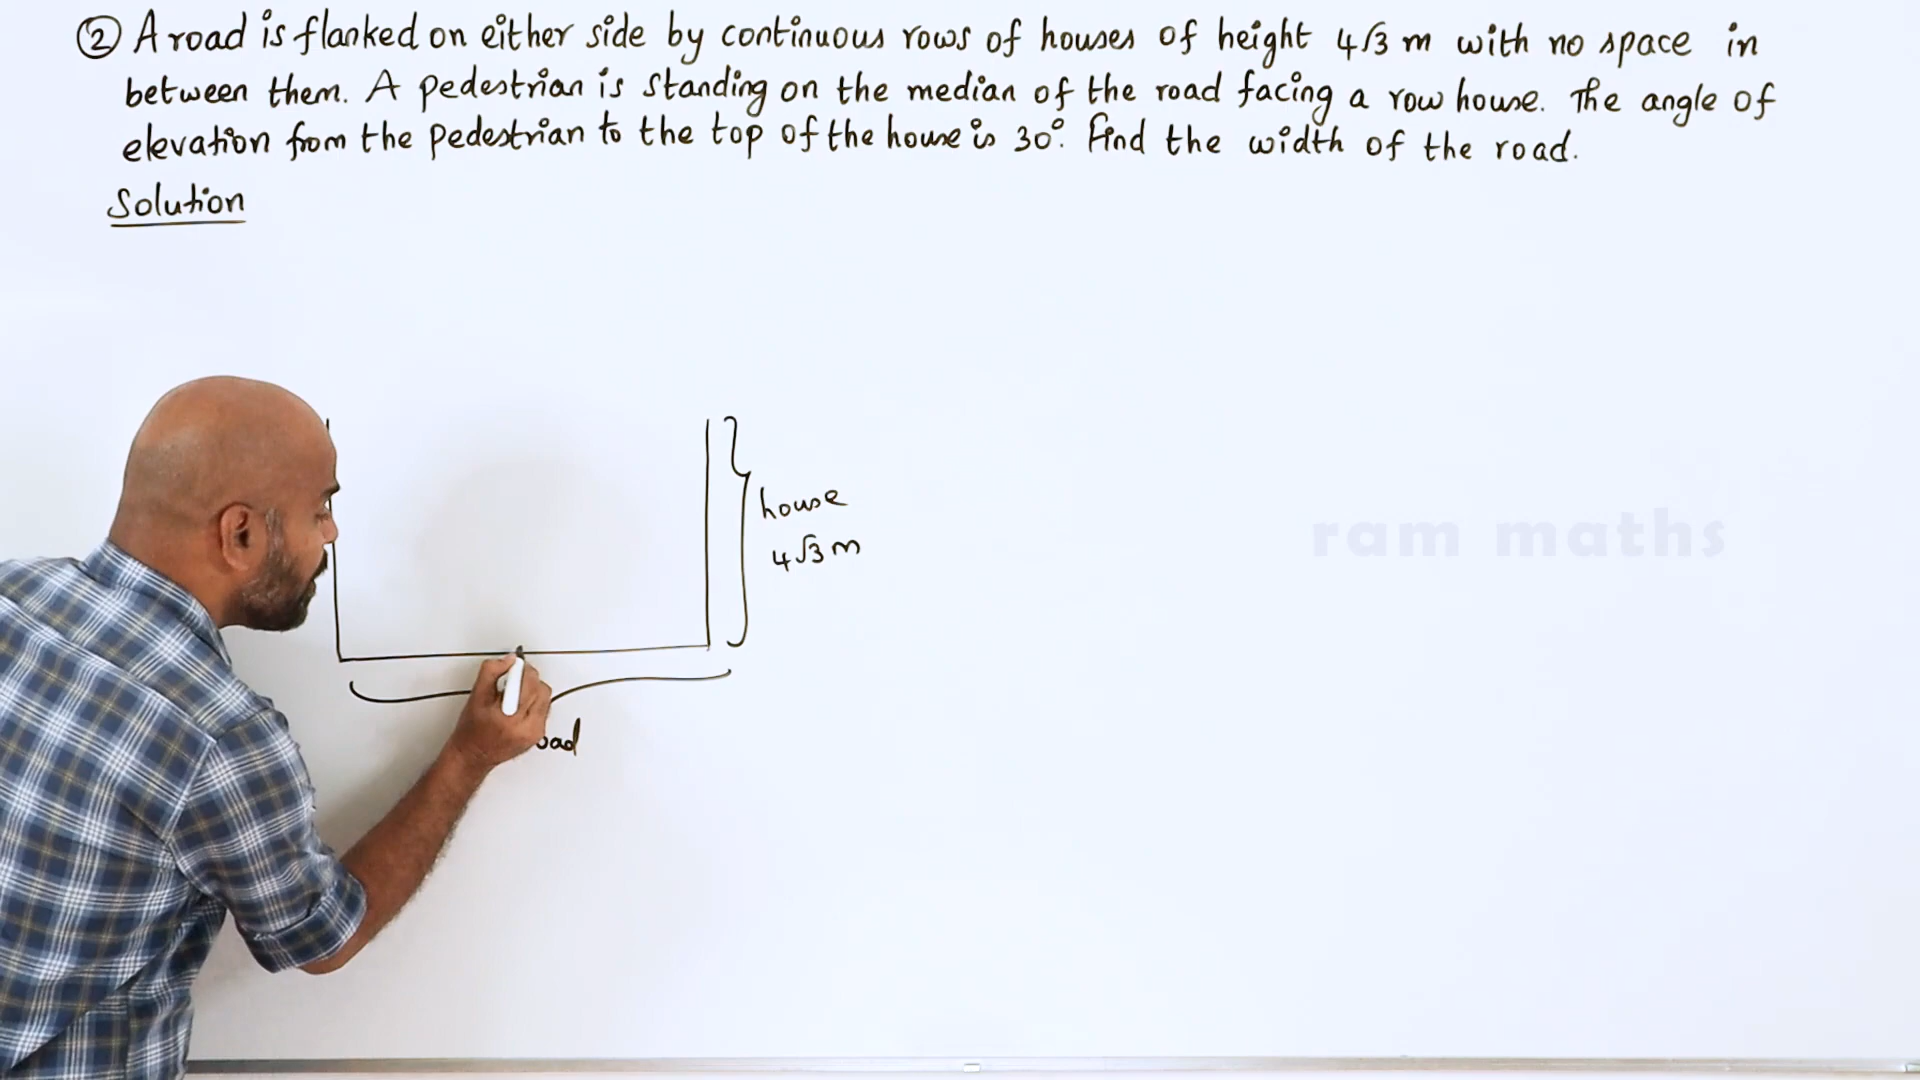 ② A road is flanked on either side by continuous rows of houses of height 4√3 m with no space in
between them. A pedestrian is standing on the median of the road facing a row house. The angle of
elevation from the pedestrian to the top of the house is 30°. Find the width of the road.
Solution
house
4√3 m
ram maths